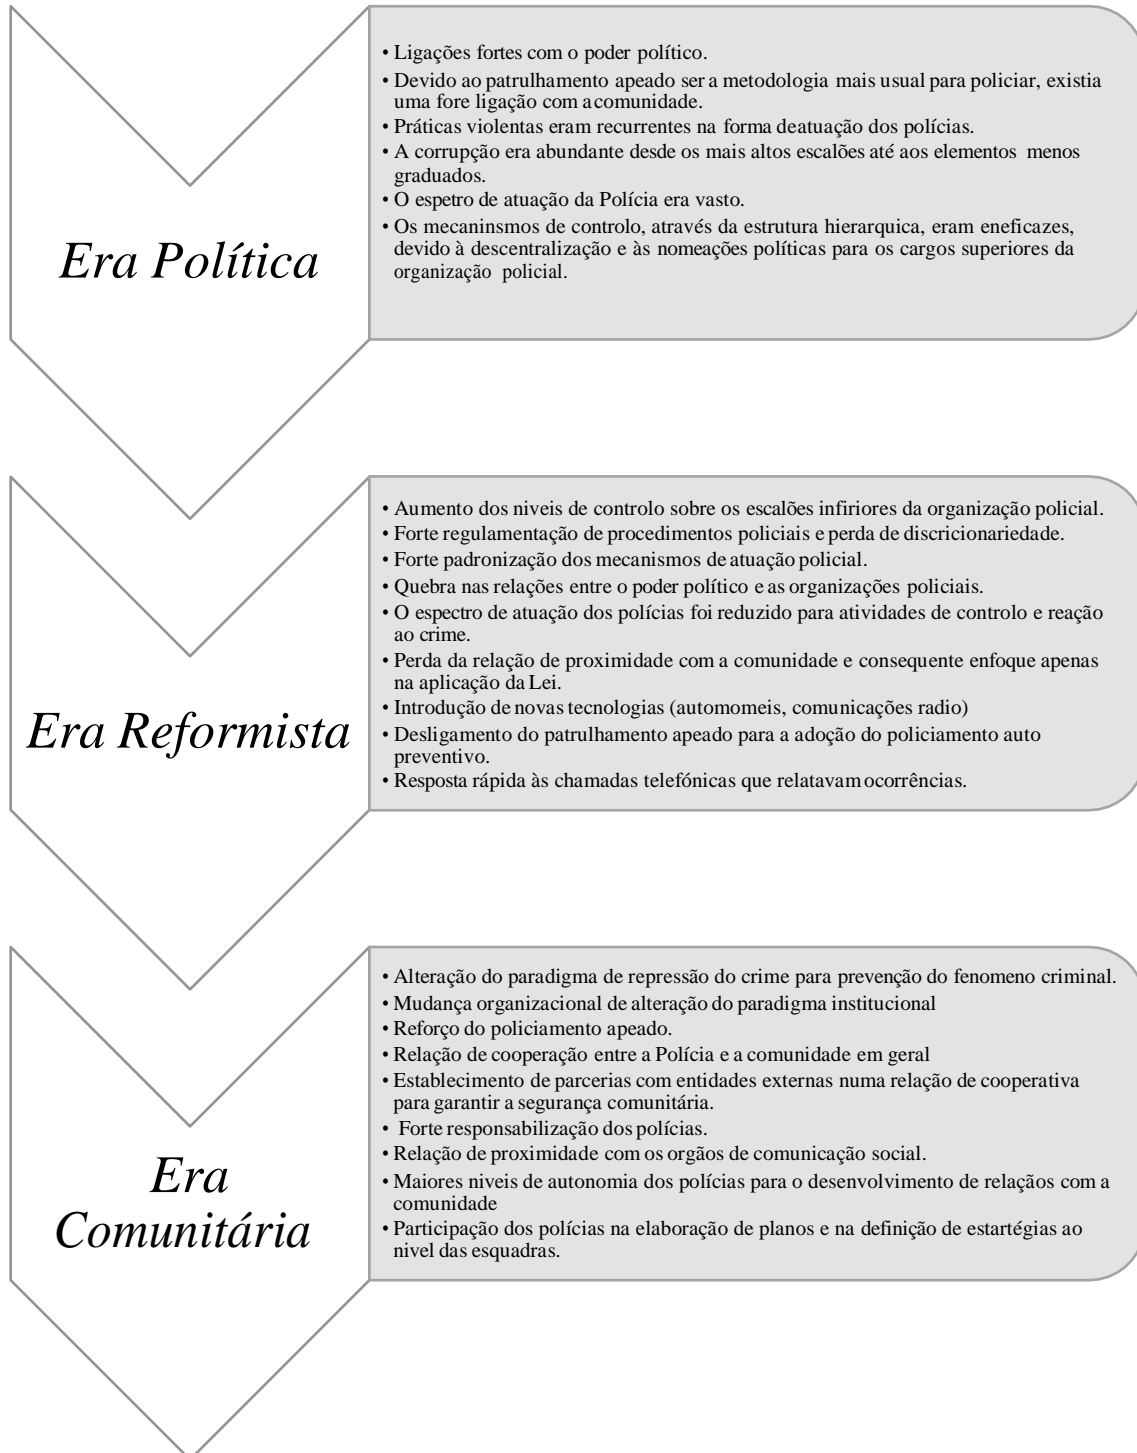 Era Política
• Ligações fortes com o poder político.
• Devido ao patrulhamento apeado ser a metodologia mais usual para policiar, existia
uma fore ligação com a comunidade.
• Práticas violentas eram recurrentes na forma deatuação dos polícias.
• A corrupção era abundante desde os mais altos escalões até aos elementos menos
graduados.
• O espetro de atuação da Polícia era vasto.
• Os mecaninsmos de controlo, através da estrutura hierarquica, eram eneficazes,
devido à descentralização e às nomeações políticas para os cargos superiores da
organização policial.
Era Reformista
• Aumento dos niveis de controlo sobre os escalões infiriores da organização policial.
• Forte regulamentação de procedimentos policiais e perda de discricionariedade.
• Forte padronização dos mecanismos de atuação policial.
• Quebra nas relações entre o poder político e as organizações policiais.
• O espectro de atuação dos polícias foi reduzido para atividades de controlo e reação
ao crime.
• Perda da relação de proximidade com a comunidade e consequente enfoque apenas
na aplicação da Lei.
• Introdução de novas tecnologias (automomeis, comunicações radio)
• Desligamento do patrulhamento apeado para a adoção do policiamento auto
preventivo.
• Resposta rápida às chamadas telefónicas que relatavam ocorrências.
Era
Comunitária
• Alteração do paradigma de repressão do crime para prevenção do fenomeno criminal.
• Mudança organizacional de alteração do paradigma institucional
• Reforço do policiamento apeado.
• Relação de cooperação entre a Polícia e a comunidade em geral
• Establecimento de parcerias com entidades externas numa relação de cooperativa
para garantir a segurança comunitária.
• Forte responsabilização dos polícias.
• Relação de proximidade com os orgãos de comunicação social.
• Maiores niveis de autonomia dos polícias para o desenvolvimento de relaçãos com a
comunidade
• Participação dos polícias na elaboração de planos e na definição de estartégias ao
nivel das esquadras.